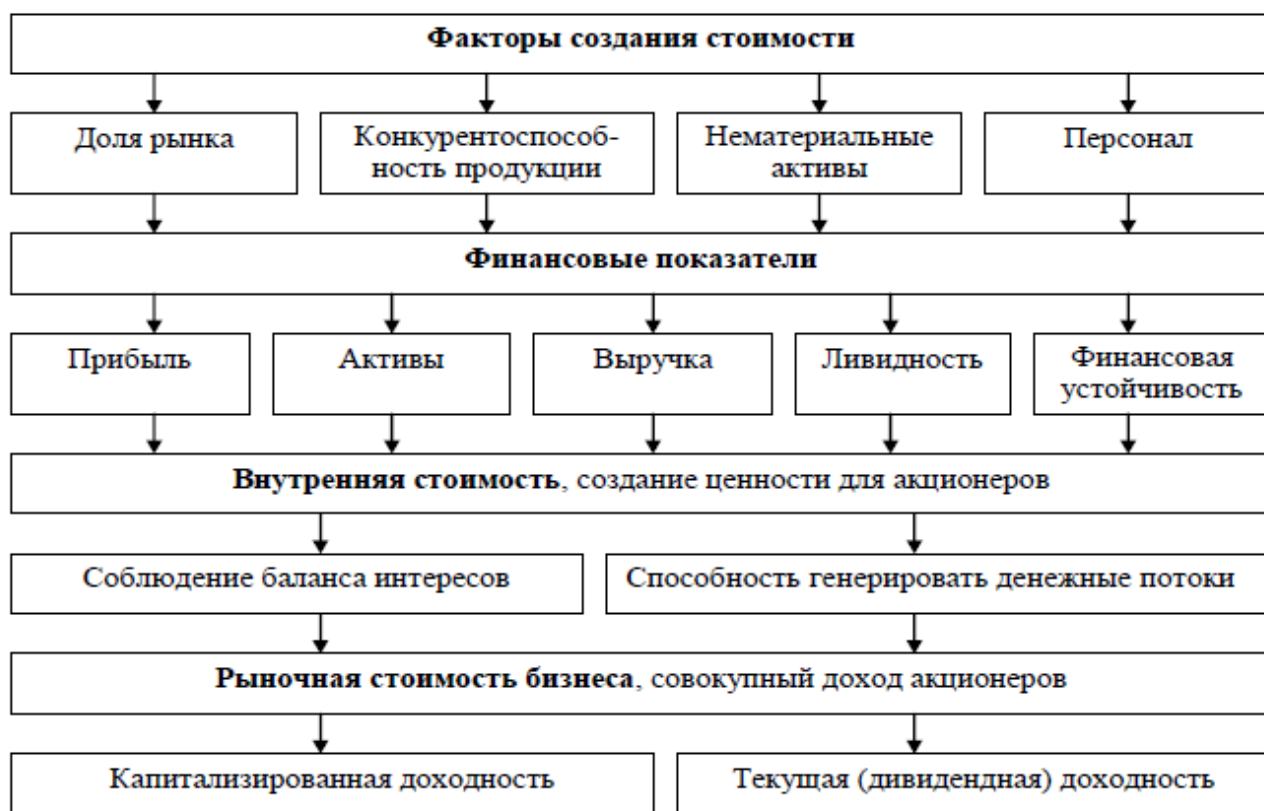 Факторы создания стоимости
Доля рынка
Конкурентоспособ-
ность продукции
Нематериальные
активы
Персонал
Финансовые показатели
Прибыль
Активы
Выручка
Ливидность
Финансовая
устойчивость
Внутренняя стоимость, создание ценности для акционеров
Соблюдение баланса интересов
Способность генерировать денежные потоки
Рыночная стоимость бизнеса, совокупный доход акционеров
Капитализированная доходность
Текущая (дивидендная) доходность